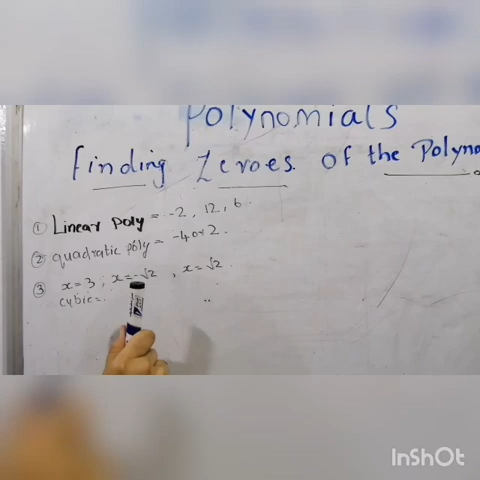 Polynomials
Finding Zeroes of the Polyno
① Linear poly = -2, 12, 6.
② quadratic poly = -4 or 2.
③ x=3; x=-√2, x=√2.
cybic=.
InShOt